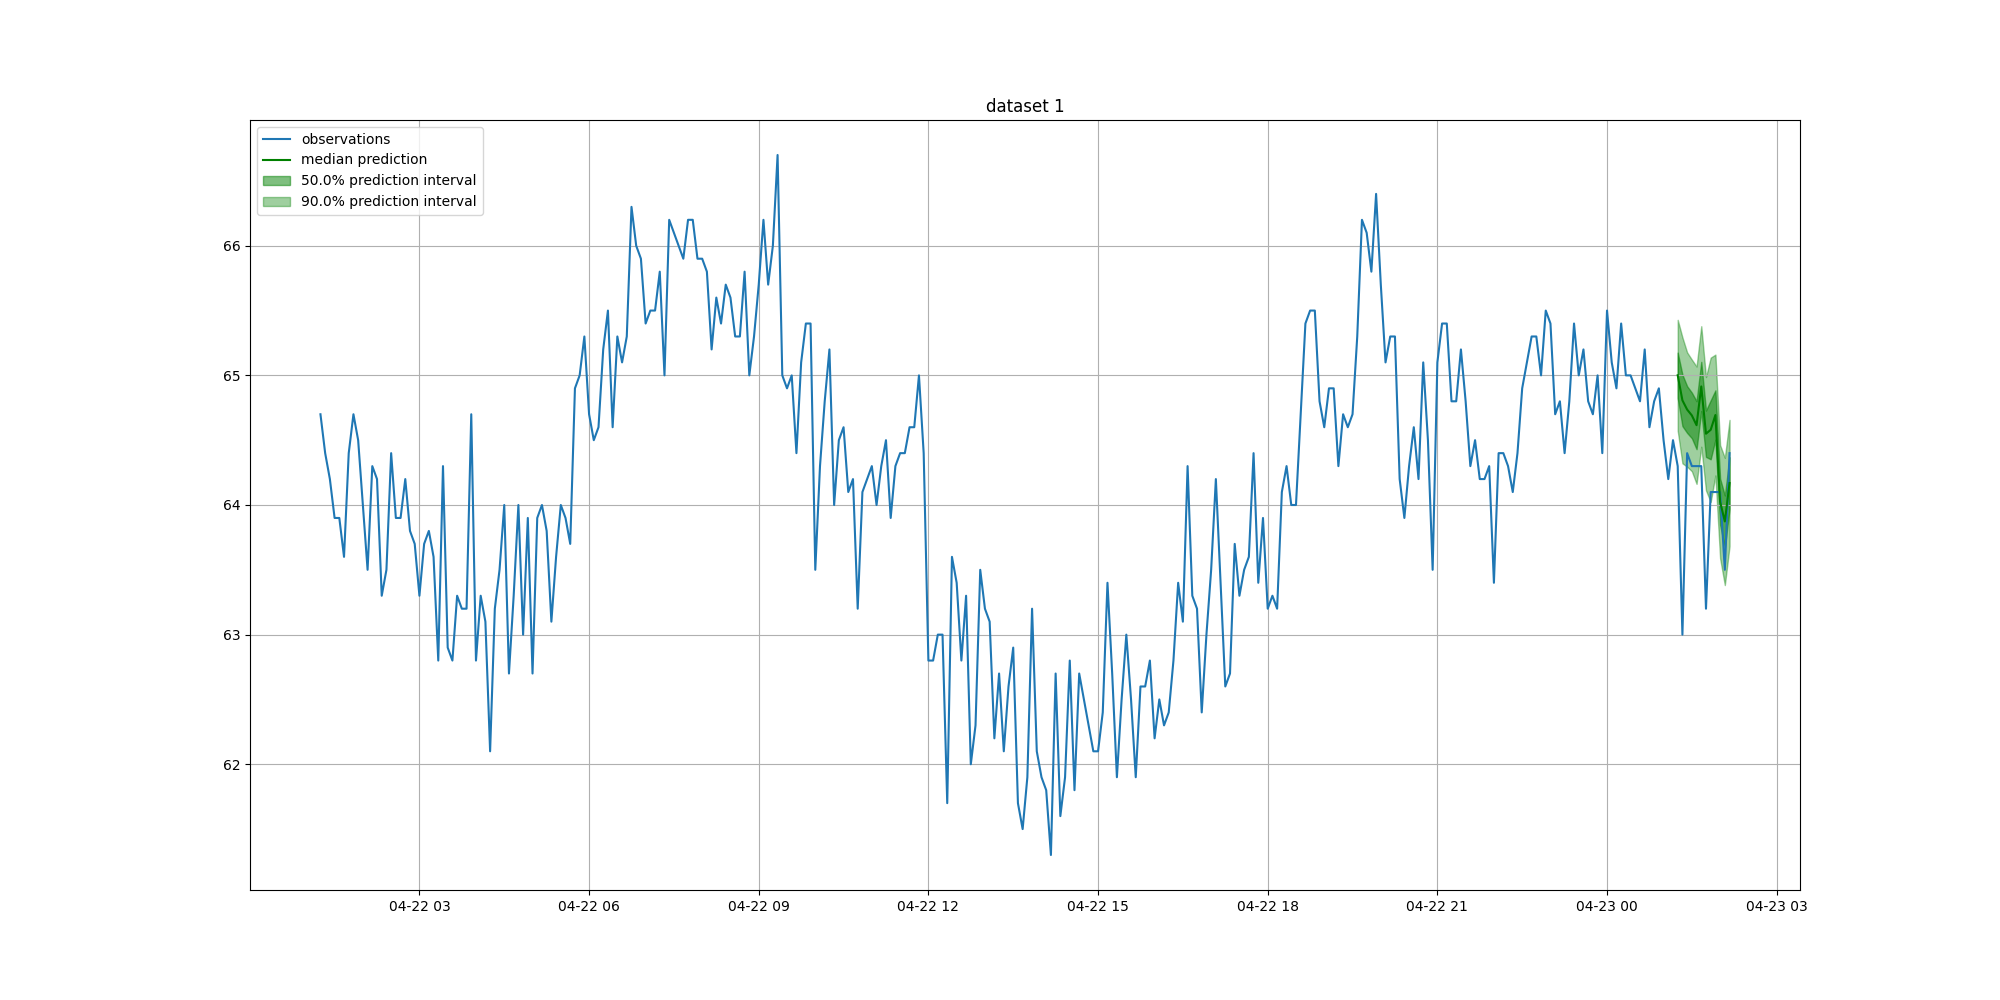 dataset 1
observations
median prediction
50.0% prediction interval
90.0% prediction interval
66
65
64
63
62
04-22 03
04-22 06
04-22 09
04-22 12
04-22 15
04-22 18
04-22 21
04-23 00
04-23 03